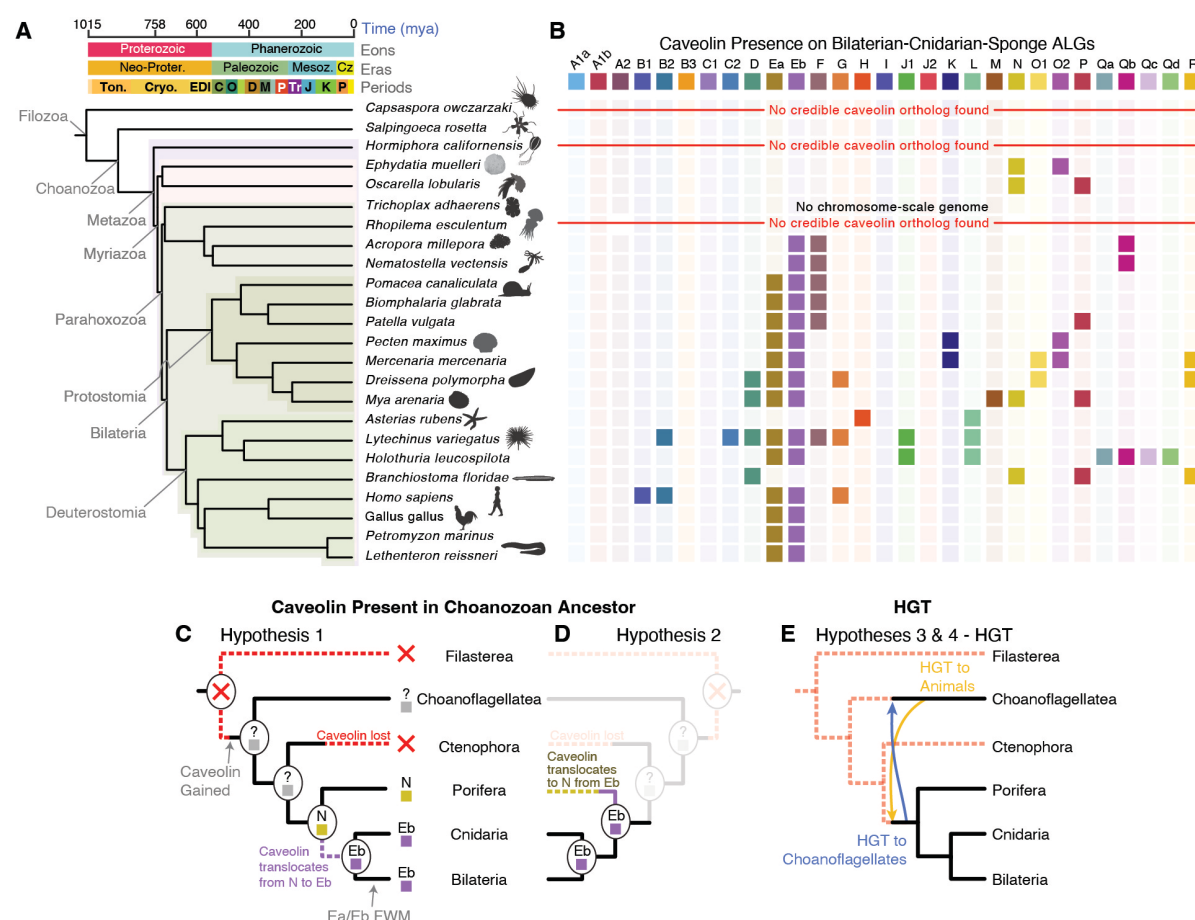 A
1015 758 600 400 200 0 Time (mya)
Proterozoic Phanerozoic Eons
Neo-Proter. Paleozoic Mesoz. Cz Eras
Ton. Cryo. EDI C O D M P Tr J K P Periods
Filozoa
Choanozoa
Metazoa
Myriazoa
Parahoxozoa
Protostomia
Bilateria
Deuterostomia
Capsaspora owczarzaki
Salpingoeca rosetta
Hormiphora californensis
Ephydatia muelleri
Oscarella lobularis
Trichoplax adhaerens
Rhopilema esculentum
Acropora millepora
Nematostella vectensis
Pomacea canaliculata
Biomphalaria glabrata
Patella vulgata
Pecten maximus
Mercenaria mercenaria
Dreissena polymorpha
Mya arenaria
Asterias rubens
Lytechinus variegatus
Holothuria leucospilota
Branchiostoma floridae
Homo sapiens
Gallus gallus
Petromyzon marinus
Lethenteron reissneri
B
Caveolin Presence on Bilaterian-Cnidarian-Sponge ALGs
A1a A1b A2 B1 B2 B3 C1 C2 D Ea Eb F G H I J1 J2 K L M N O1 O2 P Qa Qb Qc Qd
No credible caveolin ortholog found
No credible caveolin ortholog found
No chromosome-scale genome
No credible caveolin ortholog found
Caveolin Present in Choanozoan Ancestor
C Hypothesis 1
?
?
?
Caveolin lost
Caveolin
Gained
N
N
Eb
Eb
Eb
Caveolin
translocates
from N to Eb
Ea/Eb FWM
Filasterea
Choanoflagellatea
Ctenophora
Porifera
Cnidaria
Bilateria
D Hypothesis 2
?
Caveolin lost
?
Caveolin
translocates
to N from Eb
Eb
Eb
HGT
E Hypotheses 3 & 4 - HGT
HGT to
Animals
HGT to
Choanoflagellates
Filasterea
Choanoflagellatea
Ctenophora
Porifera
Cnidaria
Bilateria